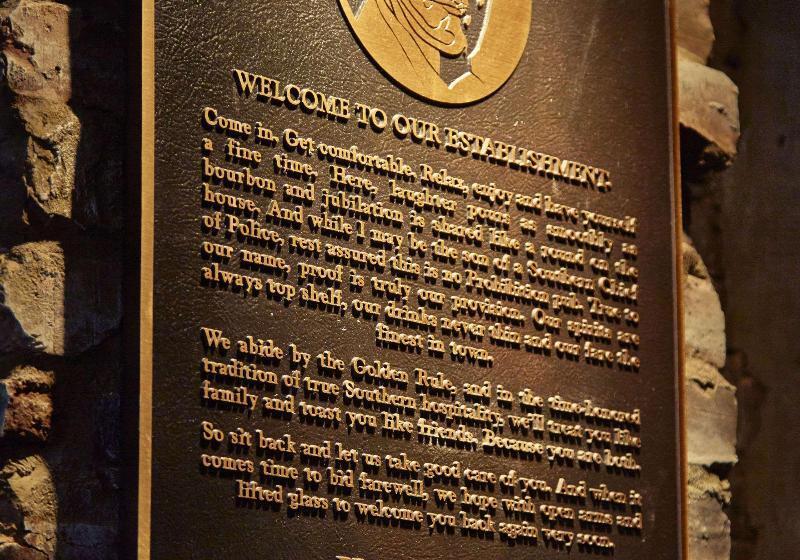 WELCOME TO OUR ESTABLISHMENT.
Come in, Get comfortable, Relax, enjoy and have yourself
a fine time. Here, laughter pours as smoothly as
bourbon and jubilation is shared like a round on the
house. And while I may be the son of a Southern Chief
of Police, rest assured this is no Prohibition pub. True to
our name, proof is truly our provision. Our spirits are
always top shelf, our drinks never thin and our fare the
finest in town.
We abide by the Golden Rule, and in the time-honored
tradition of true Southern hospitality, we'll treat you like
family and toast you like friends. Because you are both.
So sit back and let us take good care of you. And when it
comes time to bid farewell, we hope with open arms and
lifted glass to welcome you back again very soon.